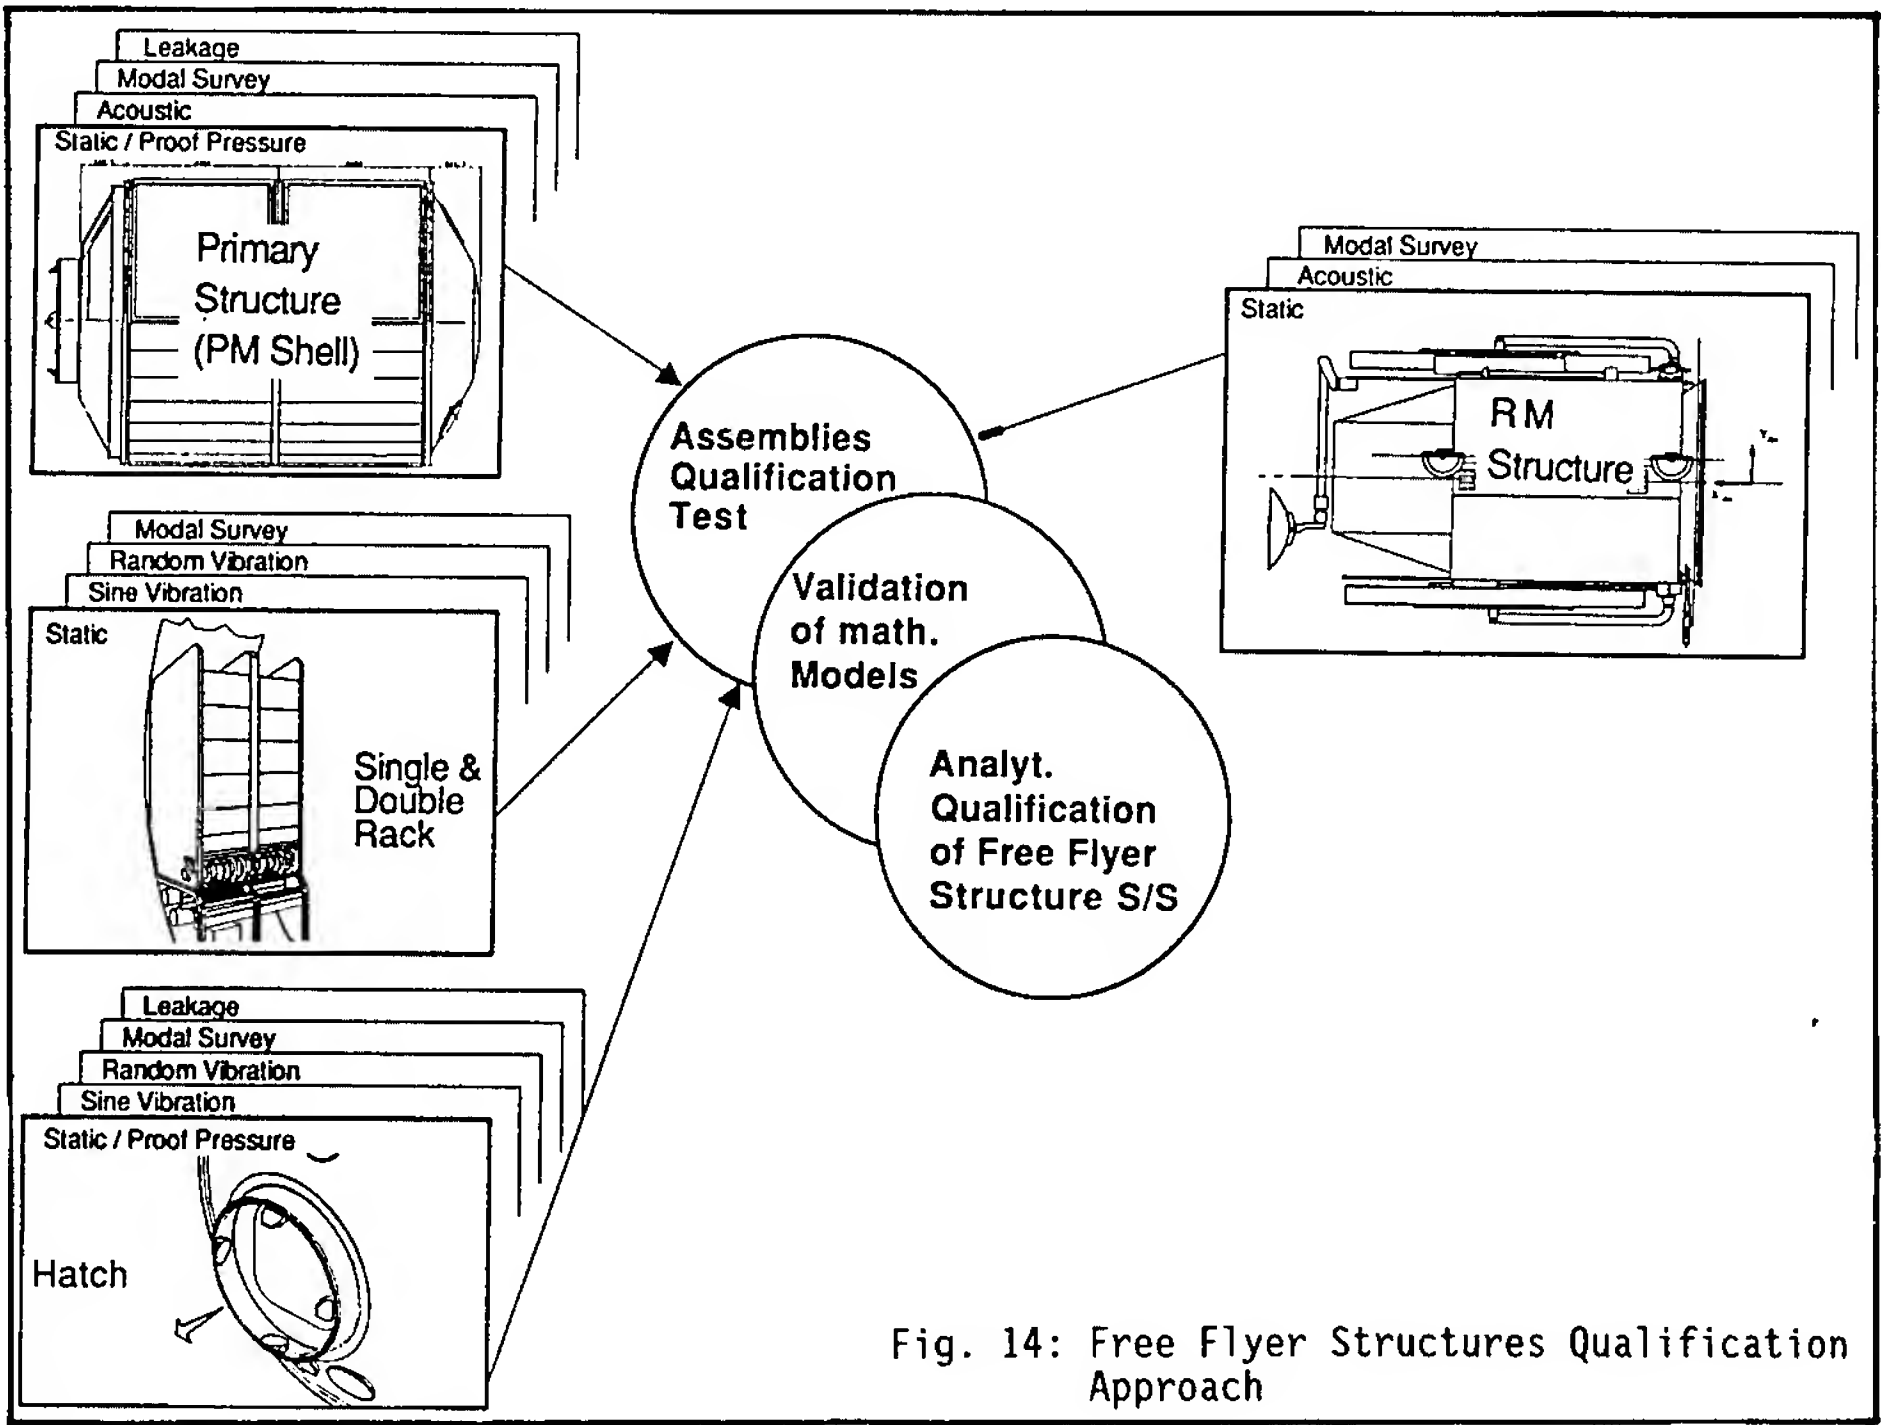 Leakage
Modal Survey
Acoustic
Static / Proof Pressure
Primary
Structure
(PM Shell)
Modal Survey
Random Vibration
Sine Vibration
Static
Single &
Double
Rack
Leakage
Modal Survey
Random Vibration
Sine Vibration
Static / Proof Pressure
Hatch
Assemblies
Qualification
Test
Validation
of math.
Models
Analyt.
Qualification
of Free Flyer
Structure S/S
Modal Survey
Acoustic
Static
RM
Structure
Fig. 14: Free Flyer Structures Qualification
Approach